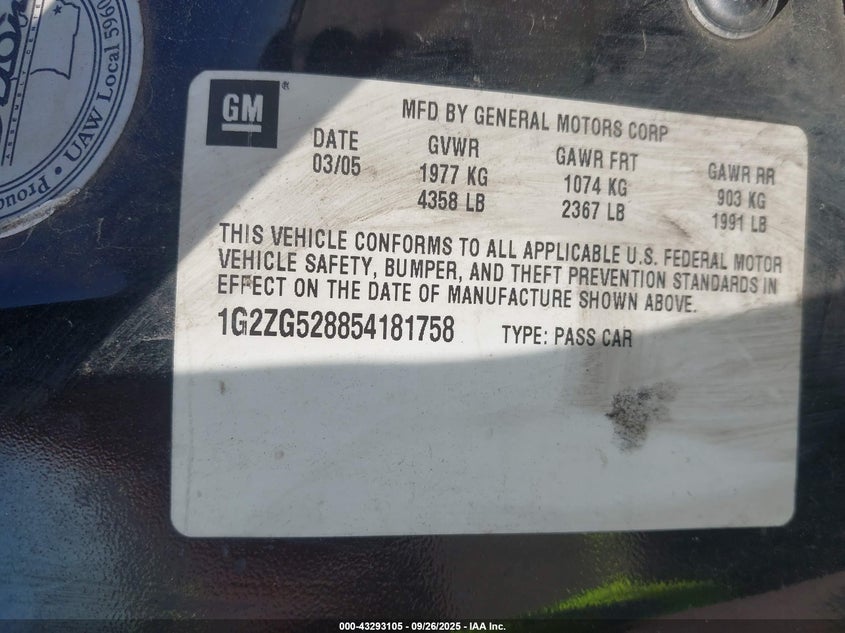 Proud
UAW Local 5960
GM
®
MFD BY GENERAL MOTORS CORP
DATE GVWR GAWR FRT GAWR RR
03/05 1977 KG 1074 KG 903 KG
4358 LB 2367 LB 1991 LB
THIS VEHICLE CONFORMS TO ALL APPLICABLE U.S. FEDERAL MOTOR
VEHICLE SAFETY, BUMPER, AND THEFT PREVENTION STANDARDS IN
EFFECT ON THE DATE OF MANUFACTURE SHOWN ABOVE.
1G2ZG528854181758 TYPE: PASS CAR
000-43293105 - 09/26/2025 - IAA Inc.